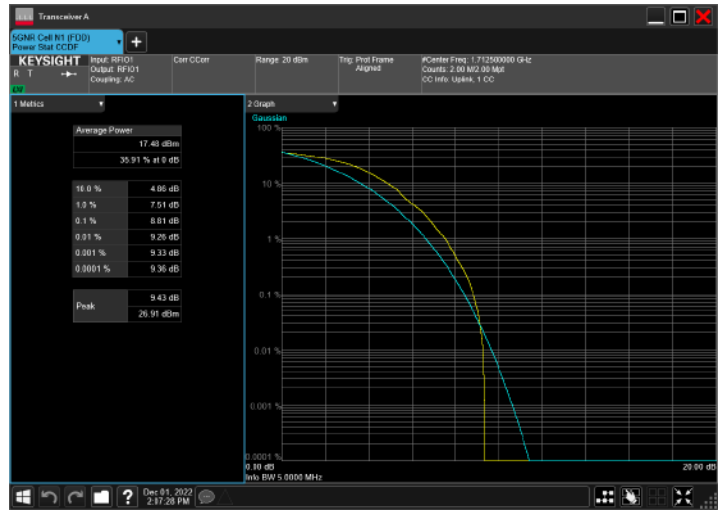 Transceiver A
5GNR Cell N1 (FDD)
Power Stat CCDF
KEYSIGHT
R T
Input: RFIO1
Output: RFIO1
Coupling: AC
Corr CCorr
Range: 20 dBm
Trig: Prot Frame
Aligned
#Center Freq: 1.712500000 GHz
Counts: 2.00 M/2.00 Mpt
CC Info: Uplink, 1 CC
1 Metrics
Average Power
17.48 dBm
35.91 % at 0 dB
10.0 % 4.86 dB
1.0 % 7.51 dB
0.1 % 8.81 dB
0.01 % 9.26 dB
0.001 % 9.33 dB
0.0001 % 9.36 dB
Peak
9.43 dB
26.91 dBm
2 Graph
Gaussian
100 %
10 %
1 %
0.1 %
0.01 %
0.001 %
0.0001 %
20.00 dB
Info BW 5.0000 MHz
?
Dec 01, 2022
2:17:28 PM